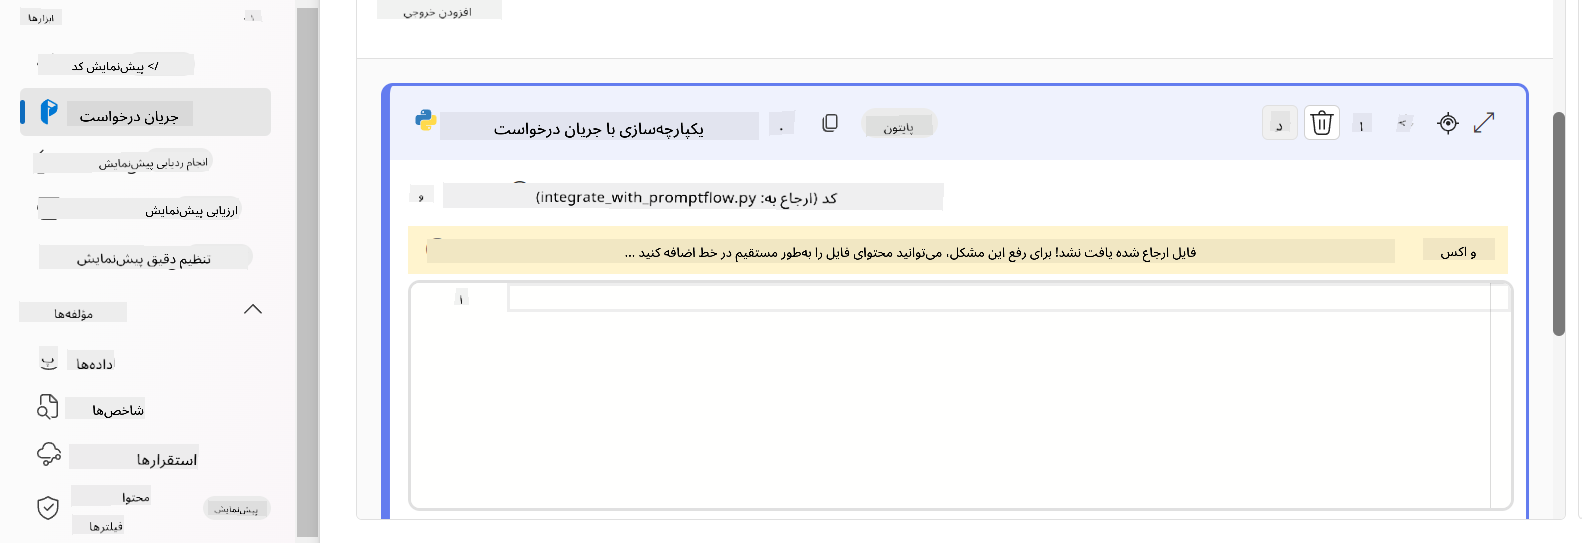 ابزارها
پیش‌نمایش کد </>
جریان درخواست
انجام ردیابی پیش‌نمایش
ارزیابی پیش‌نمایش
تنظیم دقیق پیش‌نمایش
مؤلفه‌ها
داده‌ها
شاخص‌ها
استقرارها
محتوا
فیلترها
پیش‌نمایش
افزودن خروجی
یکپارچه‌سازی با جریان درخواست
پایتون
د
ا
و
کد (ارجاع به: integrate_with_promptflow.py)
فایل ارجاع شده یافت نشد! برای رفع این مشکل، می‌توانید محتوای فایل را به‌طور مستقیم در خط اضافه کنید ...
و اکس
۱